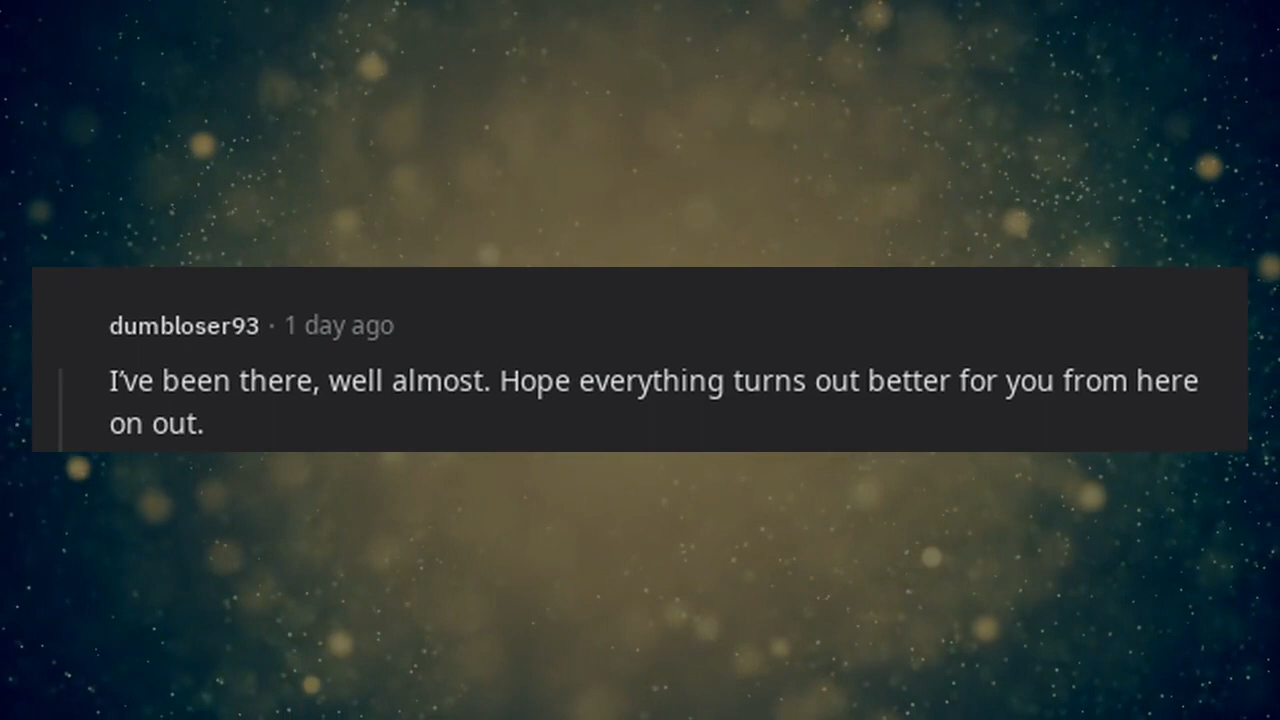 dumbloser93 · 1 day ago
I’ve been there, well almost. Hope everything turns out better for you from here
on out.